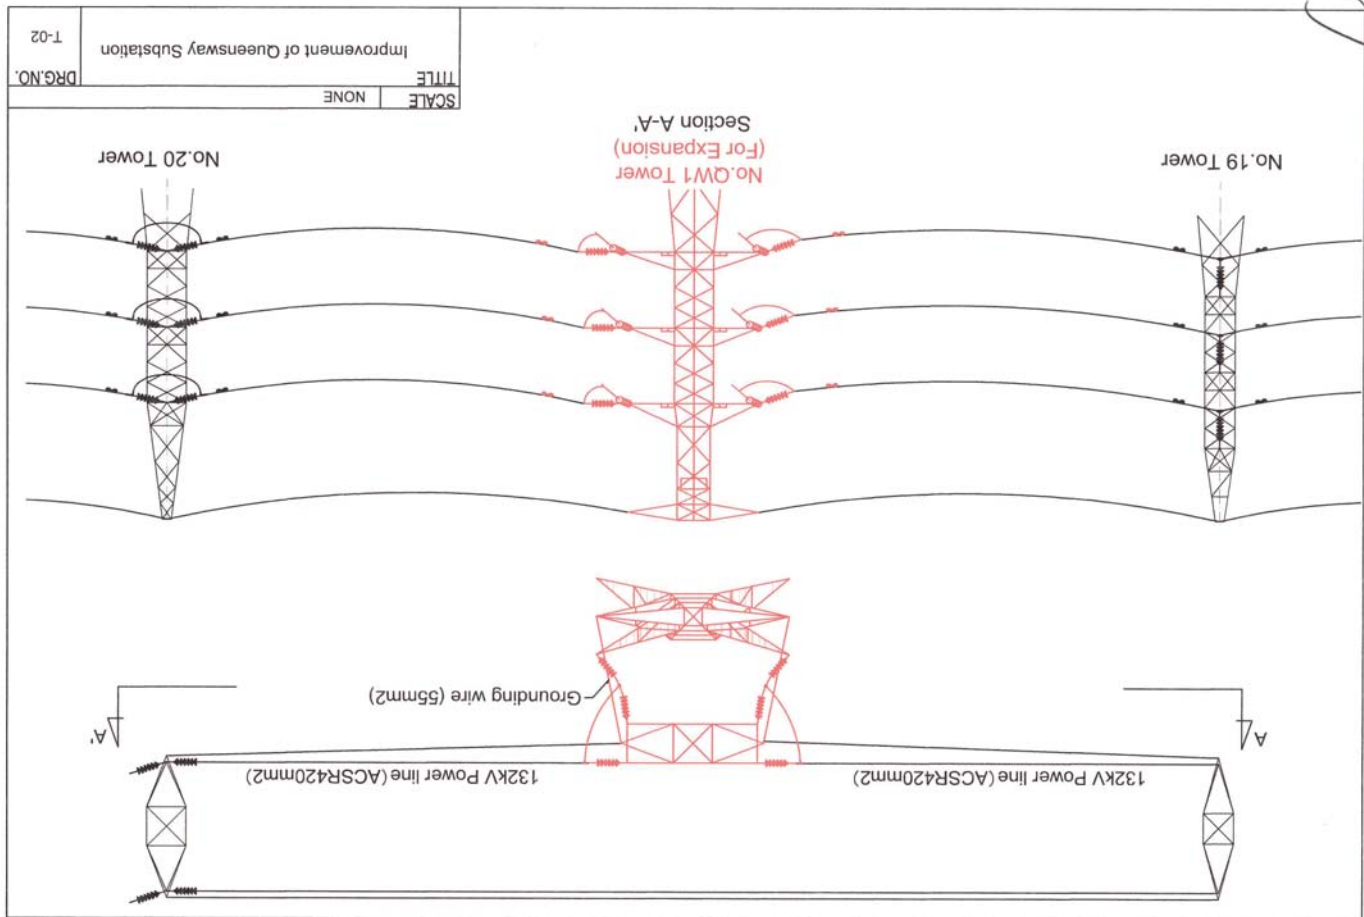 A
A'
132kV Power line (ACSR420mm2)
132kV Power line (ACSR420mm2)
Grounding wire (55mm2)
No.19 Tower
No.QW1 Tower
(For Expansion)
Section A-A'
No.20 Tower
SCALE NONE
TITLE
Improvement of Queensway Substation
DRG.NO.
T-02